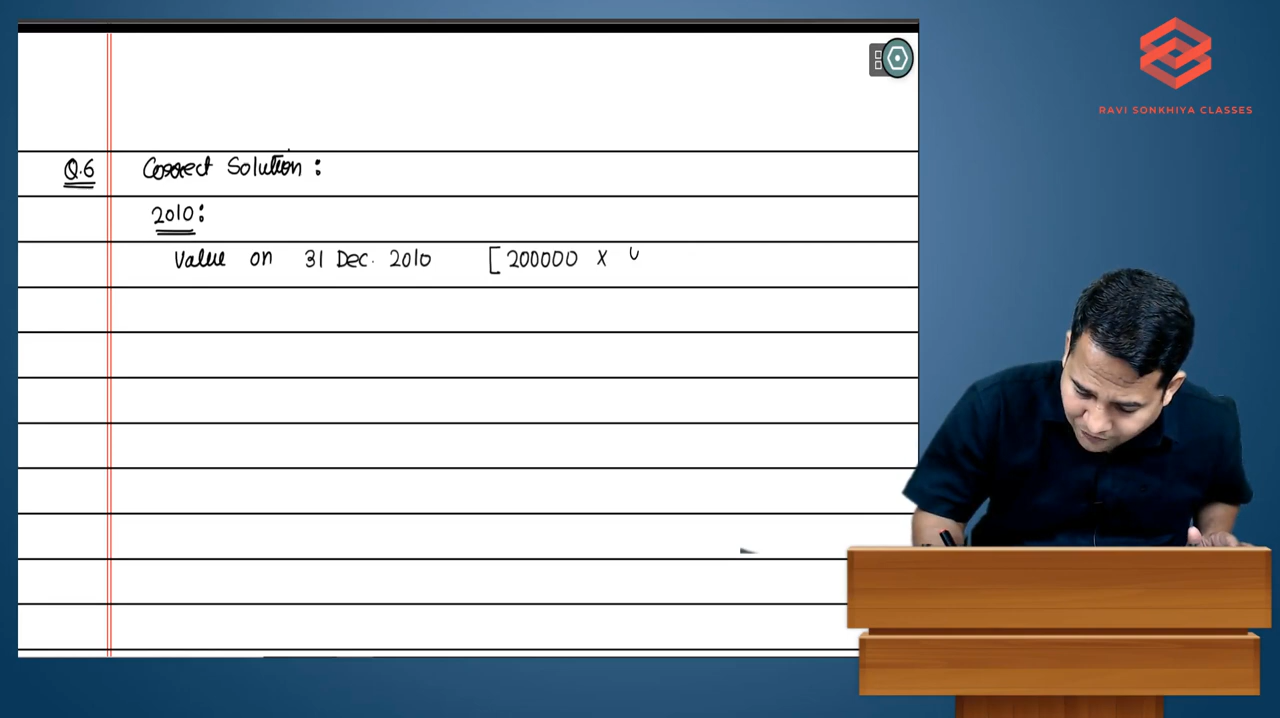 RAVI SONKHIYA CLASSES
Q.6 Correct Solution :
2010 :
Value on 31 Dec. 2010 [ 200000 X